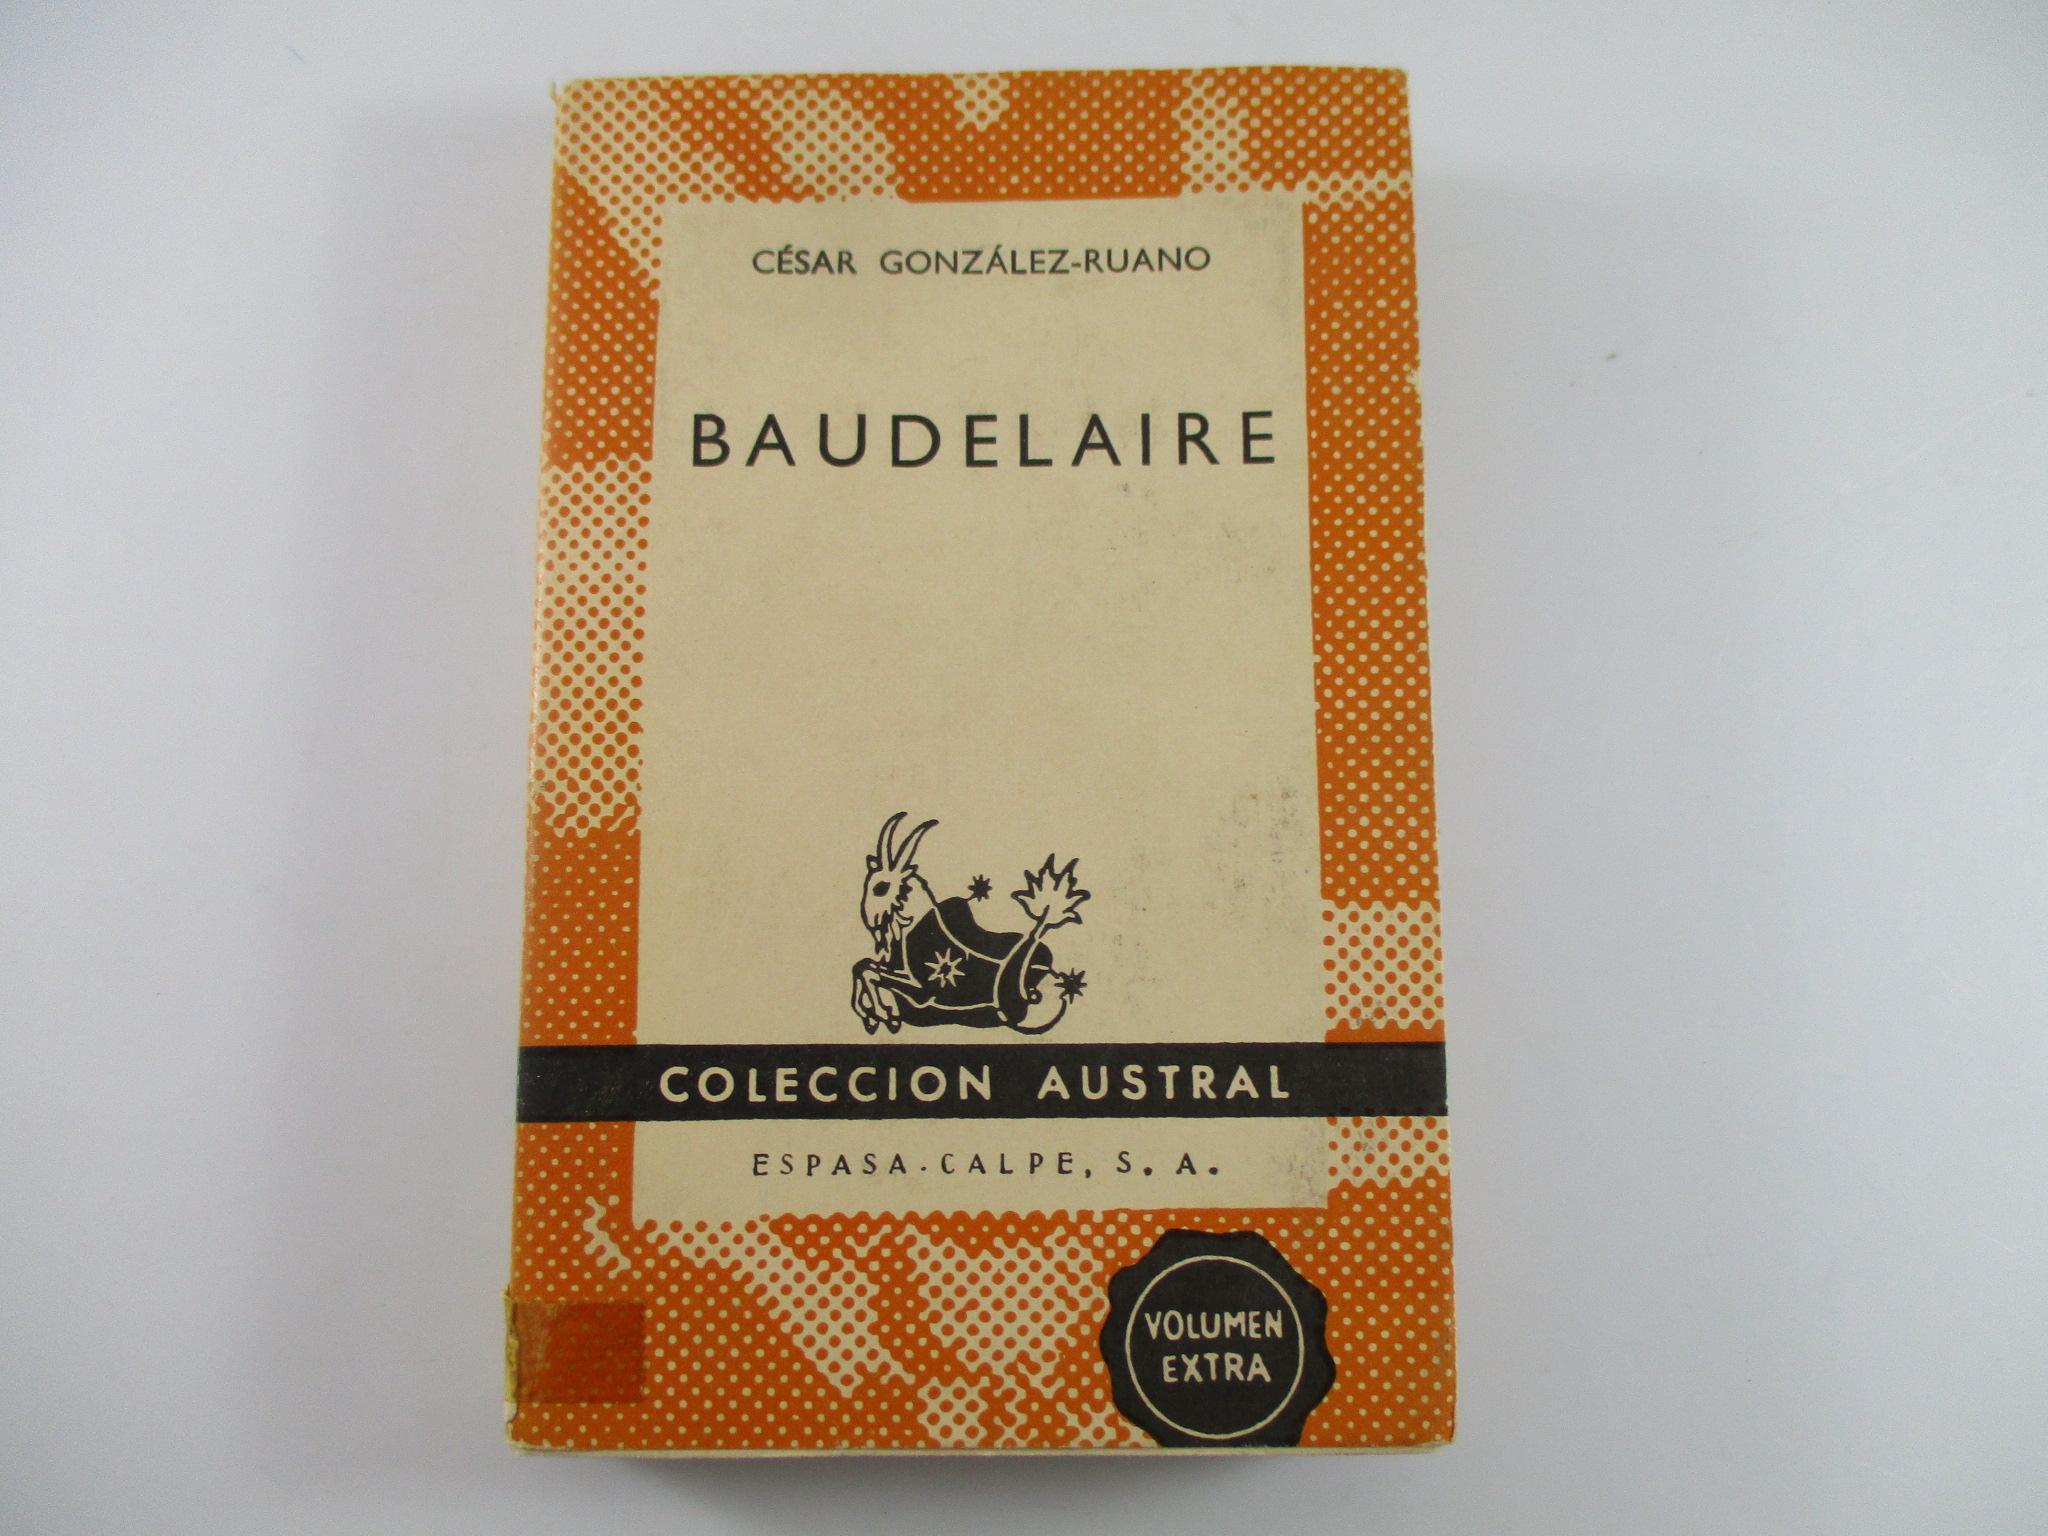 CÉSAR GONZÁLEZ-RUANO
BAUDELAIRE
COLECCION AUSTRAL
ESPASA-CALPE, S. A.
VOLUMEN
EXTRA